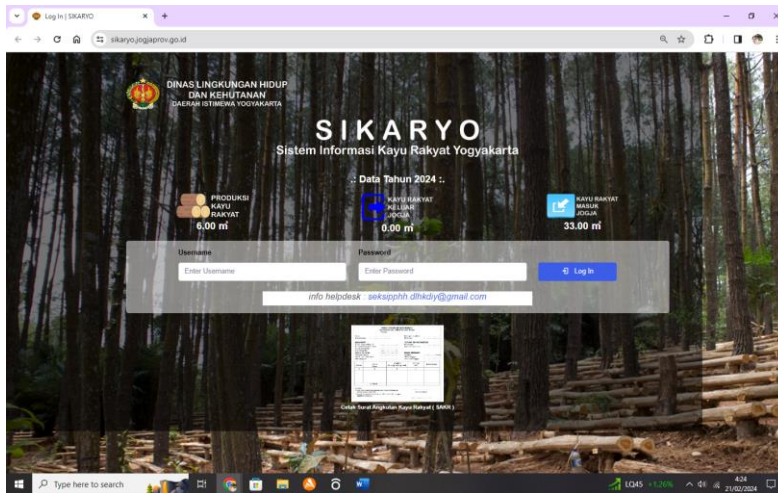 Log In | SIKARYO
sikaryo.jogjaprov.go.id
DINAS LINGKUNGAN HIDUP
DAN KEHUTANAN
DAERAH ISTIMEWA YOGYAKARTA
SIKARYO
Sistem Informasi Kayu Rakyat Yogyakarta
.: Data Tahun 2024 :.
PRODUKSI
KAYU
RAKYAT
6.00 m
KAYU RAKYAT
KELUAR
JOGJA
0.00 m
KAYU RAKYAT
MASUK
JOGJA
33.00 m
Username
Password
Enter Username
Enter Password
Log In
info helpdesk : seksipphh.dlhkdiy@gmail.com
Cetak Surat Angkutan Kayu Rakyat ( SAKR )
Type here to search
LQ45 +1,26%
4:24
21/02/2024